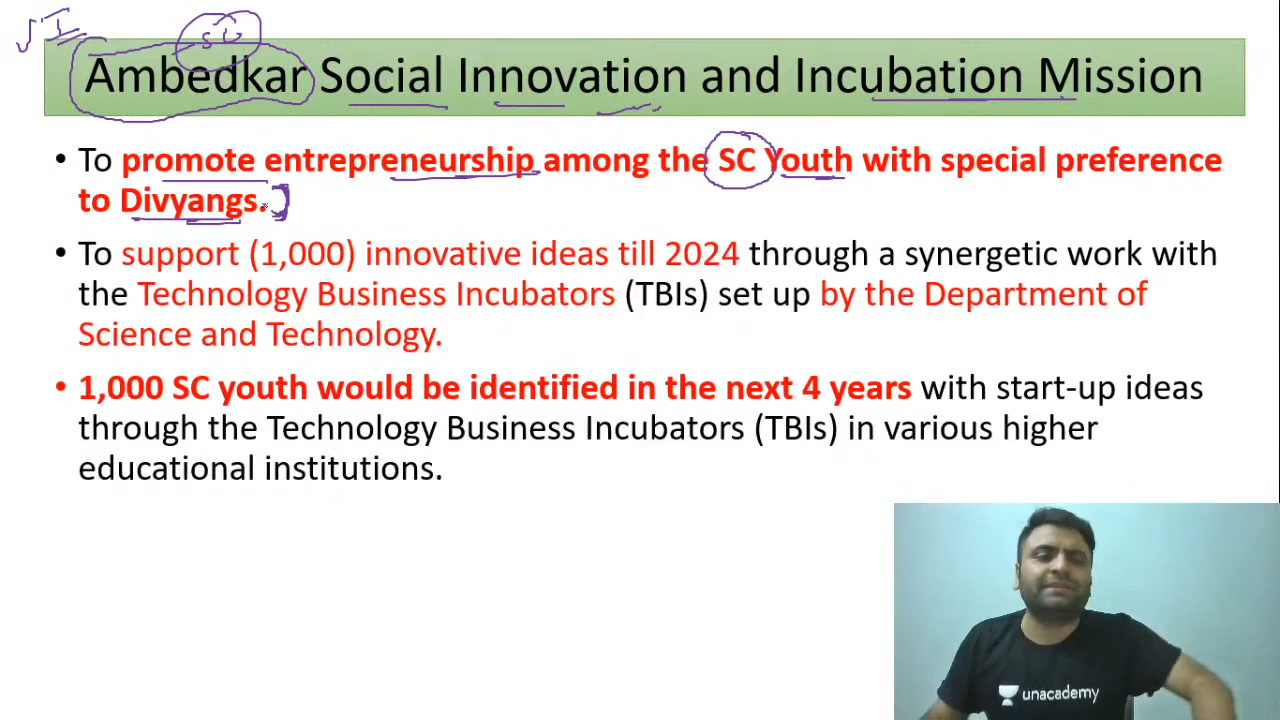 I
SC
Ambedkar Social Innovation and Incubation Mission
• To promote entrepreneurship among the SC Youth with special preference
to Divyangs.
• To support (1,000) innovative ideas till 2024 through a synergetic work with
the Technology Business Incubators (TBIs) set up by the Department of
Science and Technology.
• 1,000 SC youth would be identified in the next 4 years with start-up ideas
through the Technology Business Incubators (TBIs) in various higher
educational institutions.
unacademy